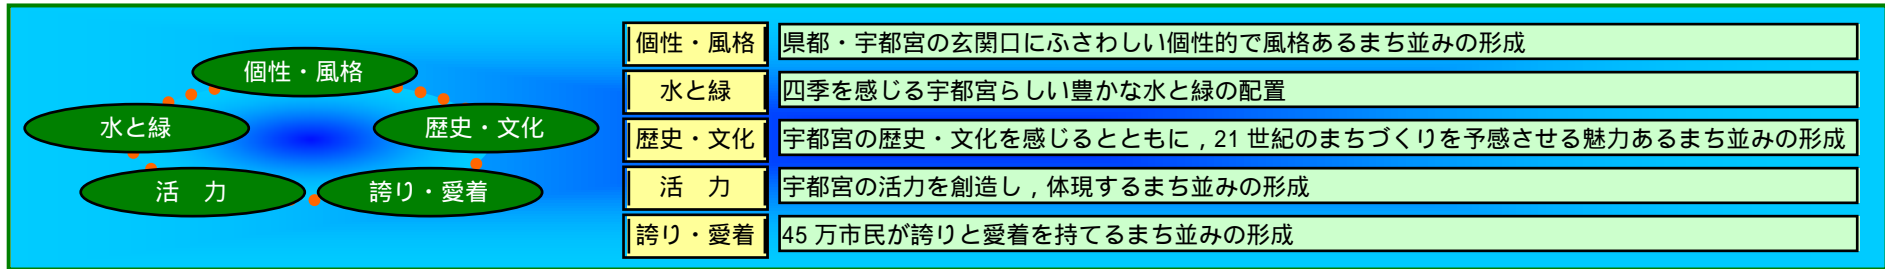 個性・風格
水と緑
歴史・文化
活　力
誇り・愛着
個性・風格 県都・宇都宮の玄関口にふさわしい個性的で風格あるまち並みの形成
水と緑 四季を感じる宇都宮らしい豊かな水と緑の配置
歴史・文化 宇都宮の歴史・文化を感じるとともに，21世紀のまちづくりを予感させる魅力あるまち並みの形成
活　力 宇都宮の活力を創造し，体現するまち並みの形成
誇り・愛着 45万市民が誇りと愛着を持てるまち並みの形成